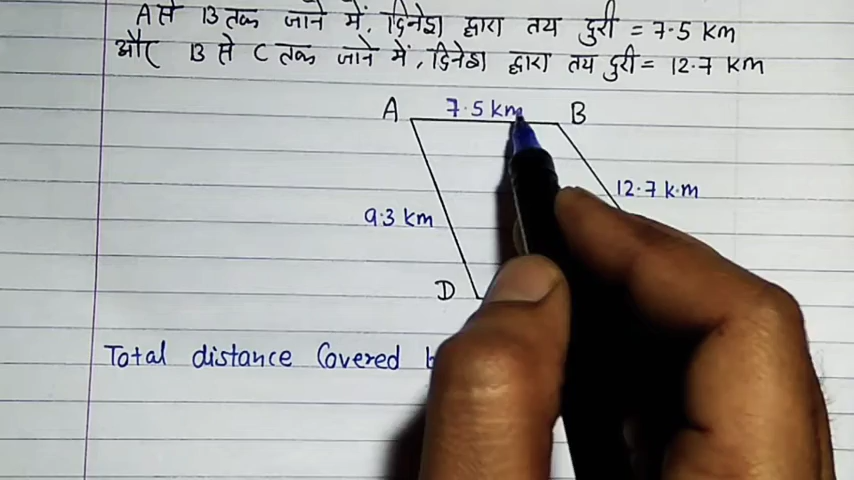 A से B तक जाने में, दिनेश द्वारा तय दुरी = 7.5 Km
और B से C तक जाने में, दिनेश द्वारा तय दुरी = 12.7 KM
A 7.5 km B
12.7 k.m
9.3 km
D
Total distance Covered b